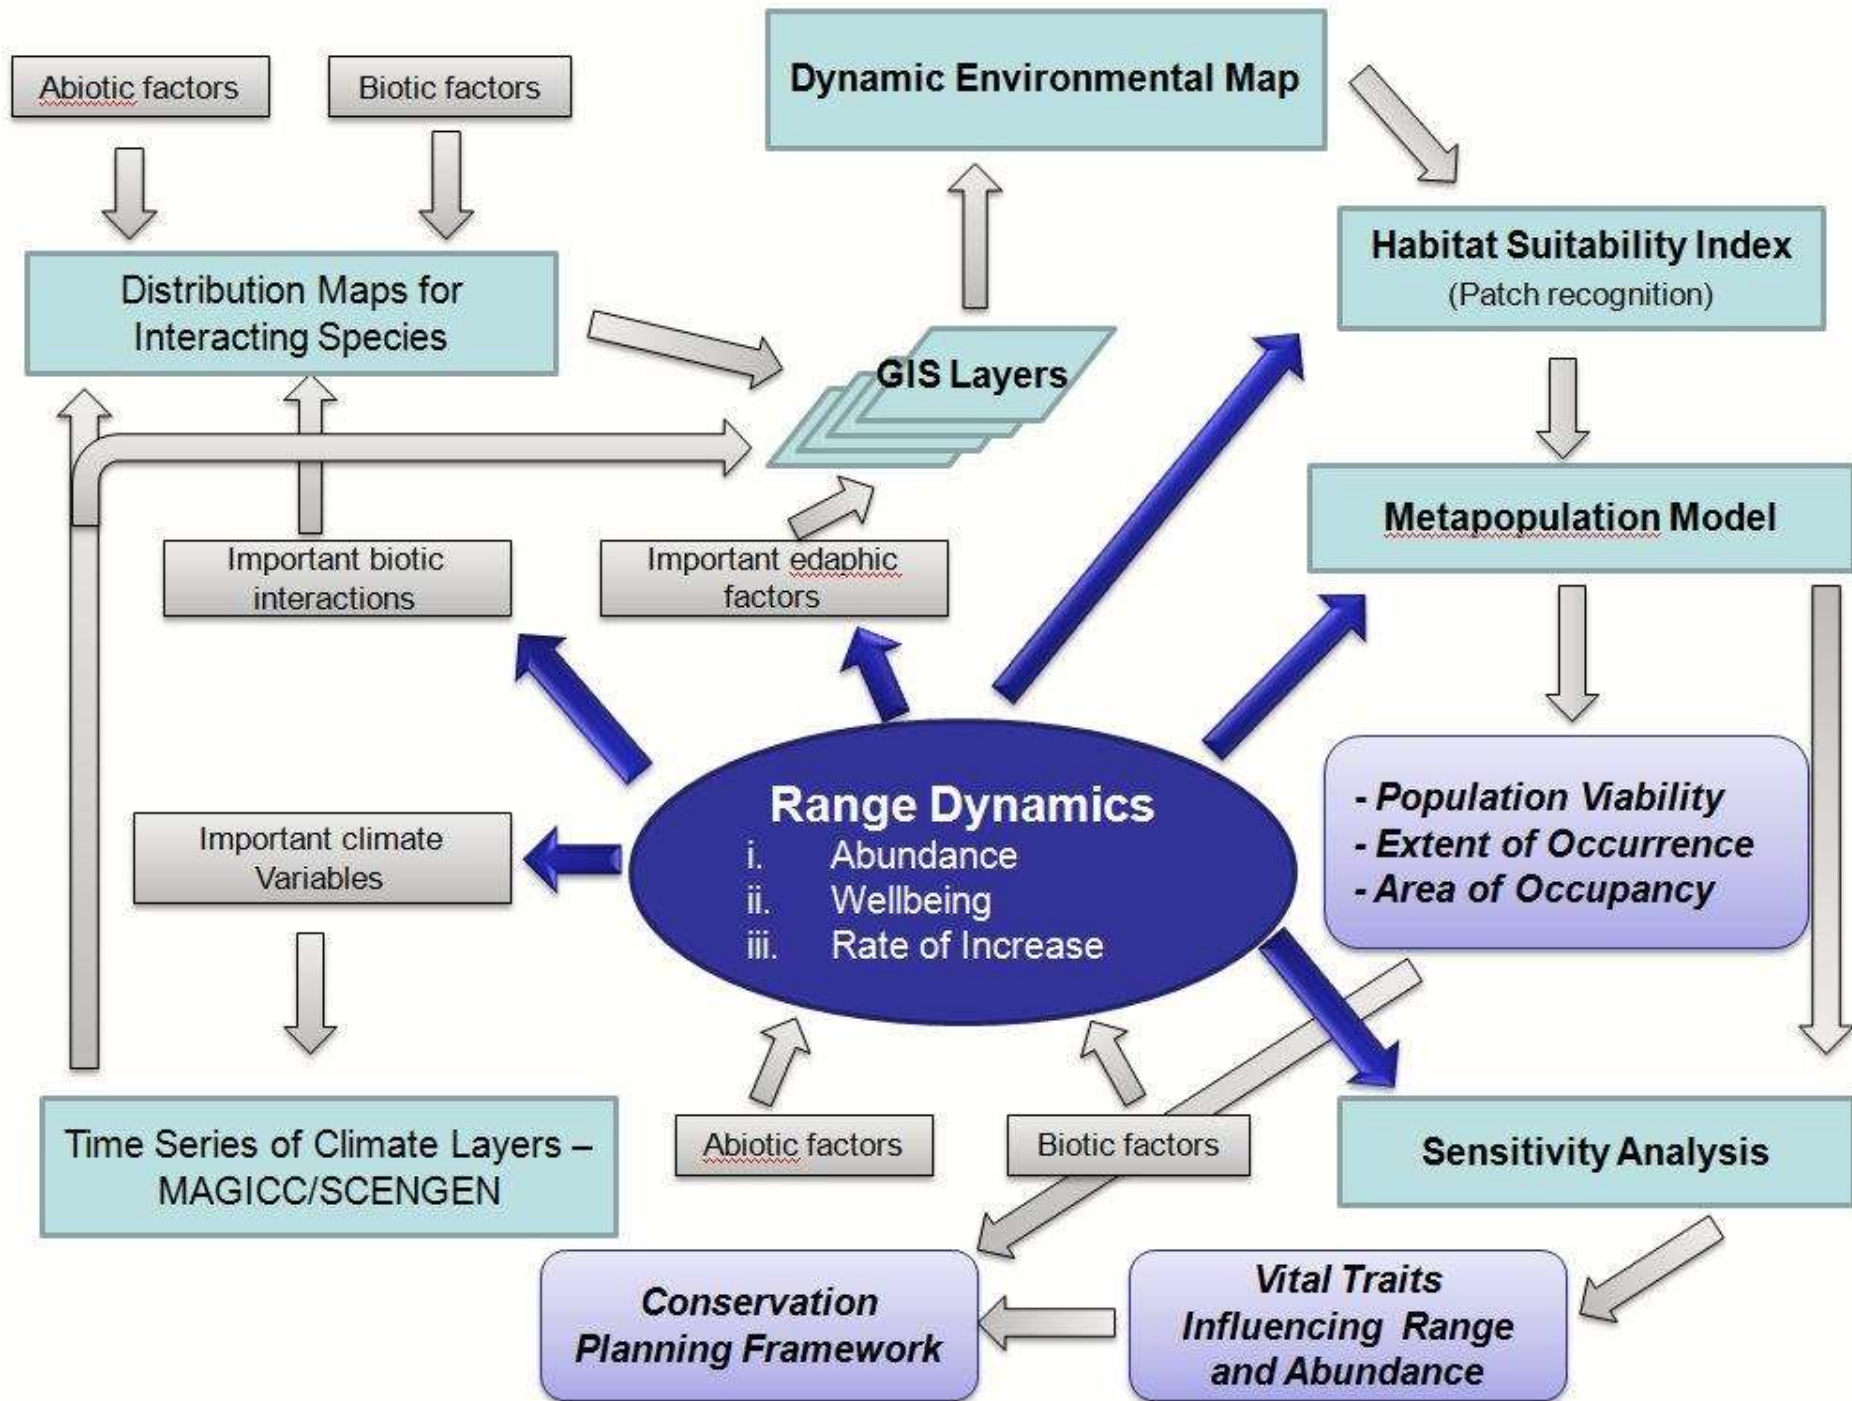 Abiotic factors
Biotic factors
Dynamic Environmental Map
Distribution Maps for
Interacting Species
Habitat Suitability Index
(Patch recognition)
GIS Layers
Metapopulation Model
Important biotic
interactions
Important edaphic
factors
Range Dynamics
i. Abundance
ii. Wellbeing
iii. Rate of Increase
- Population Viability
- Extent of Occurrence
- Area of Occupancy
Important climate
Variables
Time Series of Climate Layers –
MAGICC/SCENGEN
Abiotic factors
Biotic factors
Sensitivity Analysis
Conservation
Planning Framework
Vital Traits
Influencing Range
and Abundance